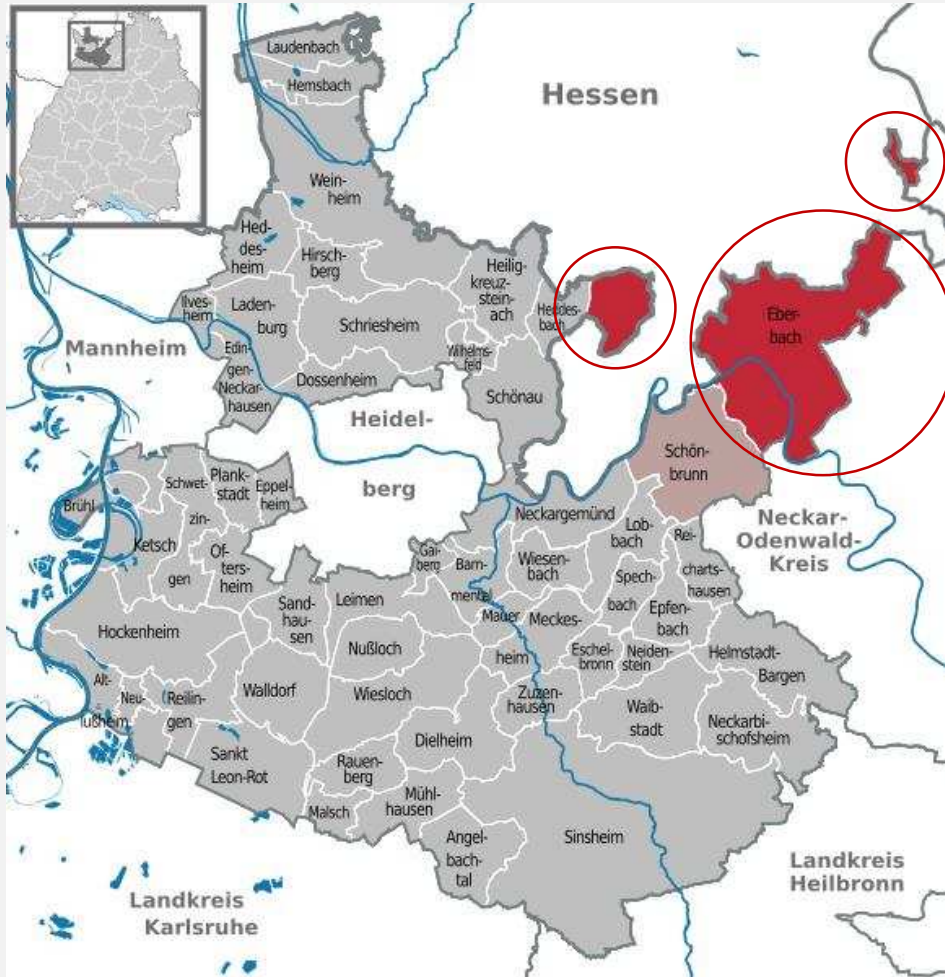 Laudenbach
Hemsbach
Hessen
Wein-
heim
Hed-
des-
heim
Hirsch-
berg
Heilig-
kreuz-
stein-
ach
Heddes-
bach
Eber-
bach
Ilves-
heim
Laden-
burg
Schriesheim
Wilhelms-
feld
Mannheim
Edin-
gen-
Neckar-
hausen
Dossenheim
Schönau
Heidel-
berg
Schön-
brunn
Brühl
Schwet-
zin-
gen
Plank-
stadt
Eppel-
heim
Ketsch
Of-
ters-
heim
Neckargemünd
Lob-
bach
Rei-
charts-
hausen
Neckar-
Odenwald-
Kreis
Gai-
berg
Bam-
mental
Wiesen-
bach
Spech-
bach
Epfen-
bach
Sand-
hau-
sen
Leimen
Mauer
Meckes-
heim
Hockenheim
Nußloch
Eschel-
bronn
Neiden-
stein
Helmstadt-
Bargen
Alt-
lußheim
Neu-
Reilin-
gen
Walldorf
Wiesloch
Zuzen-
hausen
Waib-
stadt
Neckarbi-
schofsheim
Sankt
Leon-Rot
Dielheim
Rauen-
berg
Malsch
Mühl-
hausen
Angel-
bach-
tal
Sinsheim
Landkreis
Karlsruhe
Landkreis
Heilbronn